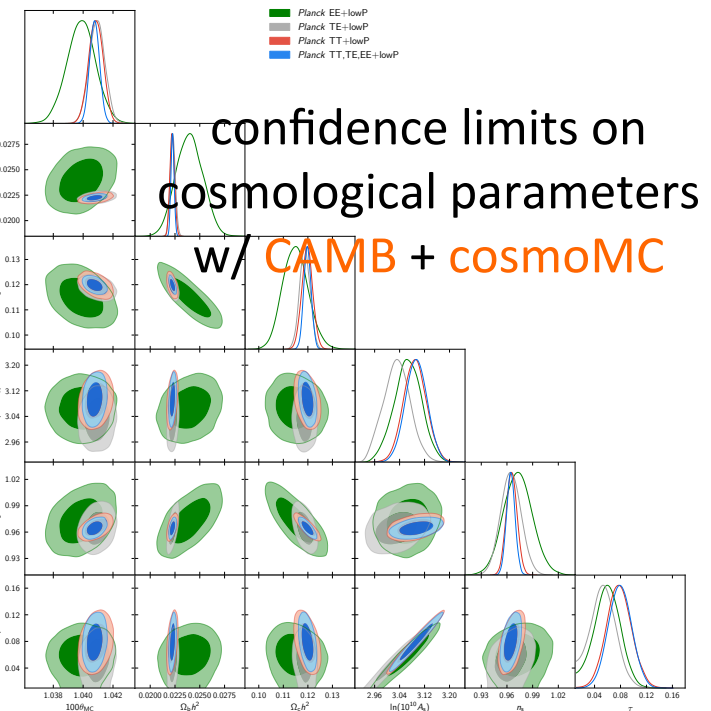 Planck EE+lowP
Planck TE+lowP
Planck TT+lowP
Planck TT,TE,EE+lowP
confidence limits on
cosmological parameters
w/ CAMB + cosmoMC
0.0275
0.0250
0.0225
0.0200
0.13
0.12
0.11
0.10
3.20
3.12
3.04
2.96
1.02
0.99
0.96
0.93
0.16
0.12
0.08
0.04
1.038 1.040 1.042 0.0200 0.0225 0.0250 0.0275 0.10 0.11 0.12 0.13 2.96 3.04 3.12 3.20 0.93 0.96 0.99 1.02 0.04 0.08 0.12 0.16
100θMC Ωbh² Ωch² ln(10¹⁰As) ns τ